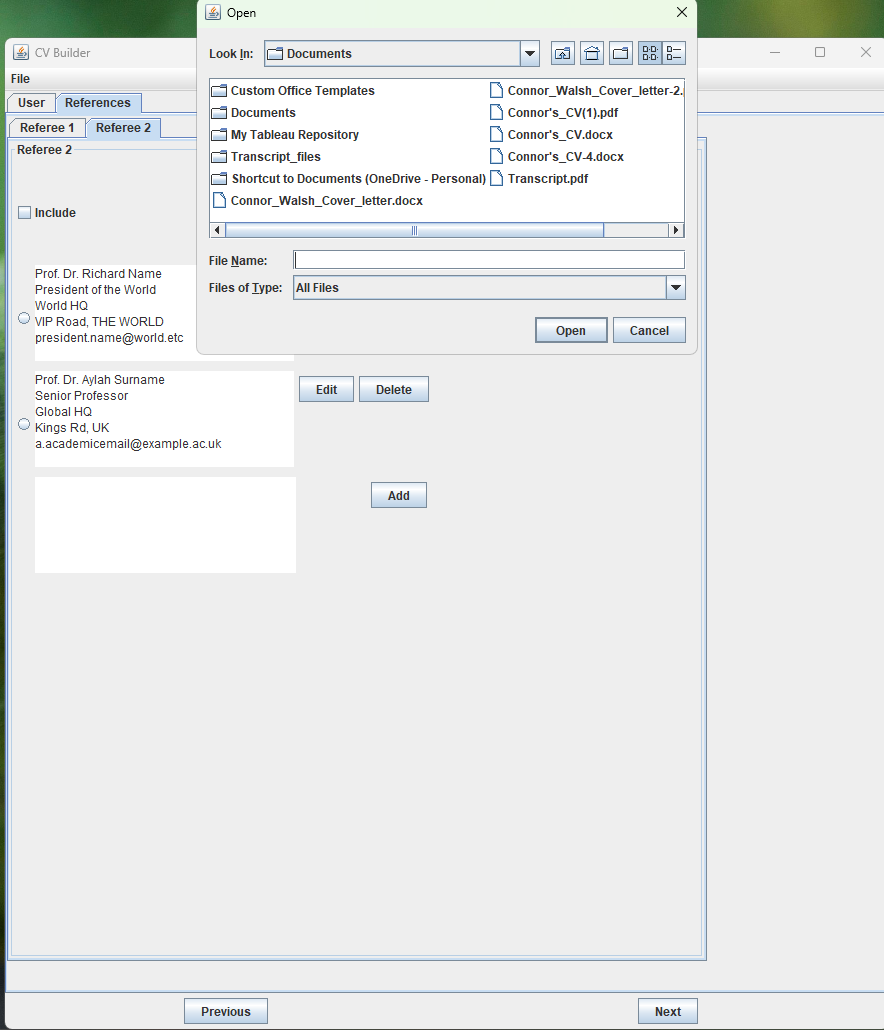 Open
Look In: Documents
Custom Office Templates
Documents
My Tableau Repository
Transcript_files
Shortcut to Documents (OneDrive - Personal)
Connor_Walsh_Cover_letter.docx
Connor_Walsh_Cover_letter-2.
Connor's_CV(1).pdf
Connor's_CV.docx
Connor's_CV-4.docx
Transcript.pdf
File Name:
Files of Type: All Files
Open Cancel
CV Builder
File
User References
Referee 1 Referee 2
Referee 2
Include
Prof. Dr. Richard Name
President of the World
World HQ
VIP Road, THE WORLD
president.name@world.etc
Prof. Dr. Aylah Surname
Senior Professor
Global HQ
Kings Rd, UK
a.academicemail@example.ac.uk
Edit Delete
Add
Previous Next